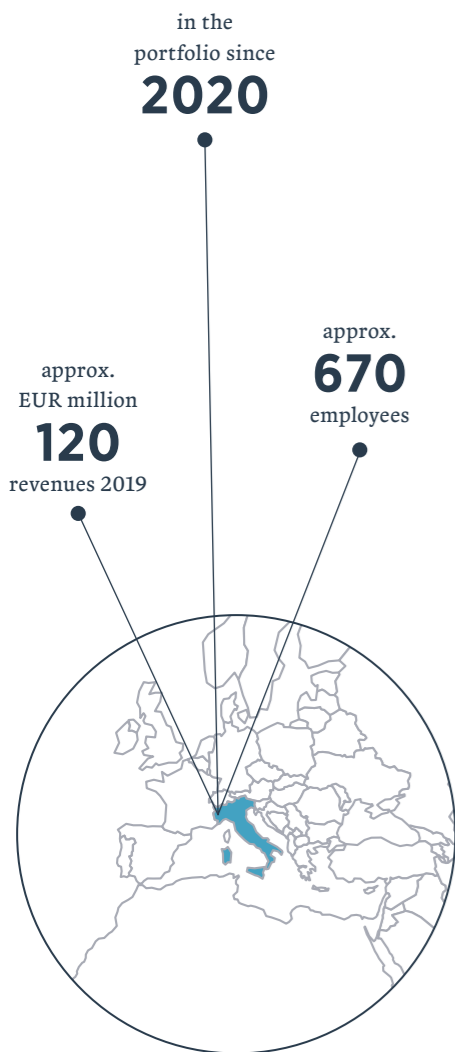 in the
portfolio since
2020
approx.
670
employees
approx.
EUR million
120
revenues 2019